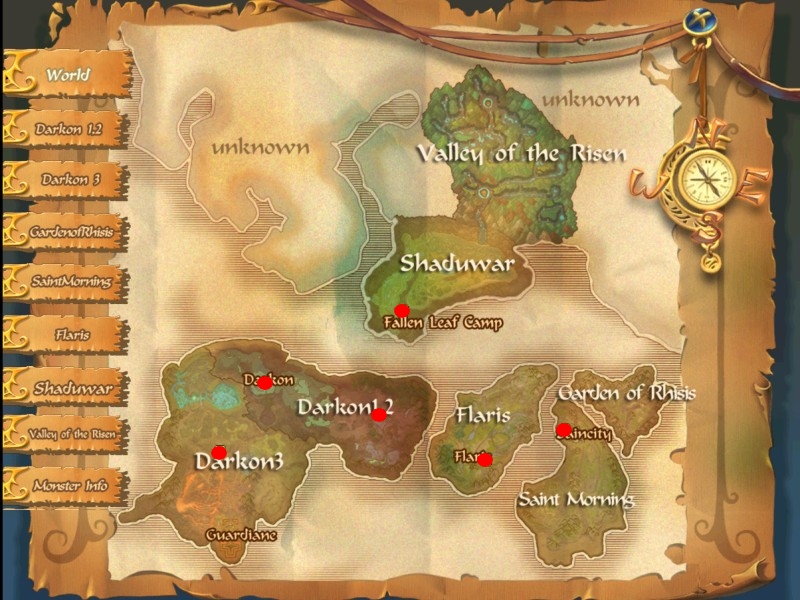 World
Darkon 1.2
Darkon 3
GardenofRhisis
SaintMorning
Flaris
Shaduwar
Valley of the Risen
Monster Info
unknown
unknown
Valley of the Risen
Shaduwar
Fallen Leaf Camp
Darkon
Darkon1.2
Darkon3
Guardiane
Flaris
Flaris
Garden of Rhisis
Saincity
Saint Morning
N
E
W
E
S